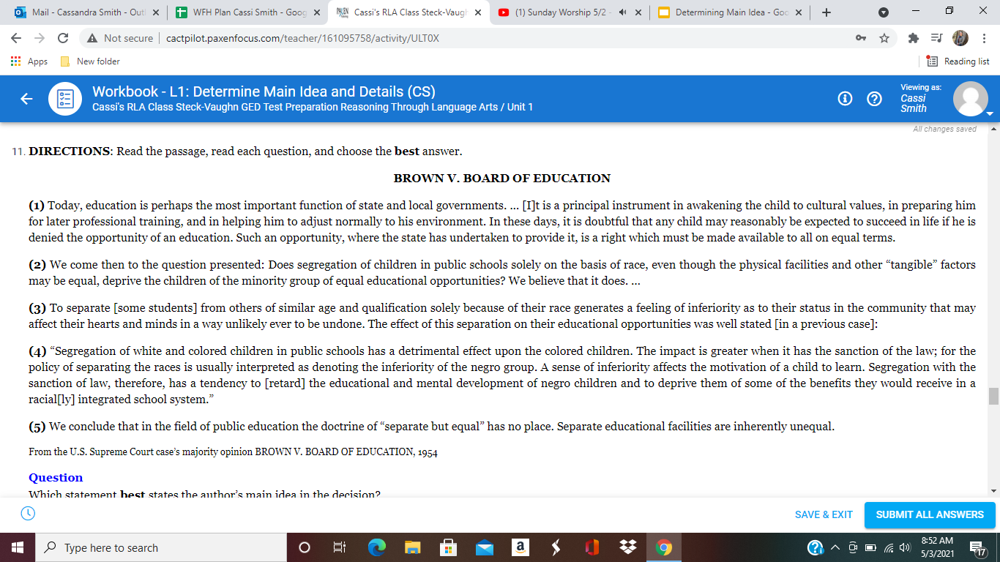 Mail - Cassandra Smith - Outl
WFH Plan Cassi Smith - Goog
PAXEN Cassi's RLA Class Steck-Vaugh
(1) Sunday Worship 5/2 -
Determining Main Idea - Goo
Not secure
cactpilot.paxenfocus.com/teacher/161095758/activity/ULT0X
Apps
New folder
Reading list
Workbook - L1: Determine Main Idea and Details (CS)
Cassi's RLA Class Steck-Vaughn GED Test Preparation Reasoning Through Language Arts / Unit 1
Viewing as:
Cassi
Smith
All changes saved
11. DIRECTIONS: Read the passage, read each question, and choose the best answer.
BROWN V. BOARD OF EDUCATION
(1) Today, education is perhaps the most important function of state and local governments. ... [I]t is a principal instrument in awakening the child to cultural values, in preparing him
for later professional training, and in helping him to adjust normally to his environment. In these days, it is doubtful that any child may reasonably be expected to succeed in life if he is
denied the opportunity of an education. Such an opportunity, where the state has undertaken to provide it, is a right which must be made available to all on equal terms.
(2) We come then to the question presented: Does segregation of children in public schools solely on the basis of race, even though the physical facilities and other “tangible” factors
may be equal, deprive the children of the minority group of equal educational opportunities? We believe that it does. ...
(3) To separate [some students] from others of similar age and qualification solely because of their race generates a feeling of inferiority as to their status in the community that may
affect their hearts and minds in a way unlikely ever to be undone. The effect of this separation on their educational opportunities was well stated [in a previous case]:
(4) “Segregation of white and colored children in public schools has a detrimental effect upon the colored children. The impact is greater when it has the sanction of the law; for the
policy of separating the races is usually interpreted as denoting the inferiority of the negro group. A sense of inferiority affects the motivation of a child to learn. Segregation with the
sanction of law, therefore, has a tendency to [retard] the educational and mental development of negro children and to deprive them of some of the benefits they would receive in a
racial[ly] integrated school system.”
(5) We conclude that in the field of public education the doctrine of “separate but equal” has no place. Separate educational facilities are inherently unequal.
From the U.S. Supreme Court case’s majority opinion BROWN V. BOARD OF EDUCATION, 1954
Question
Which statement best states the author’s main idea in the decision?
SAVE & EXIT
SUBMIT ALL ANSWERS
Type here to search
a
8:52 AM
5/3/2021
17